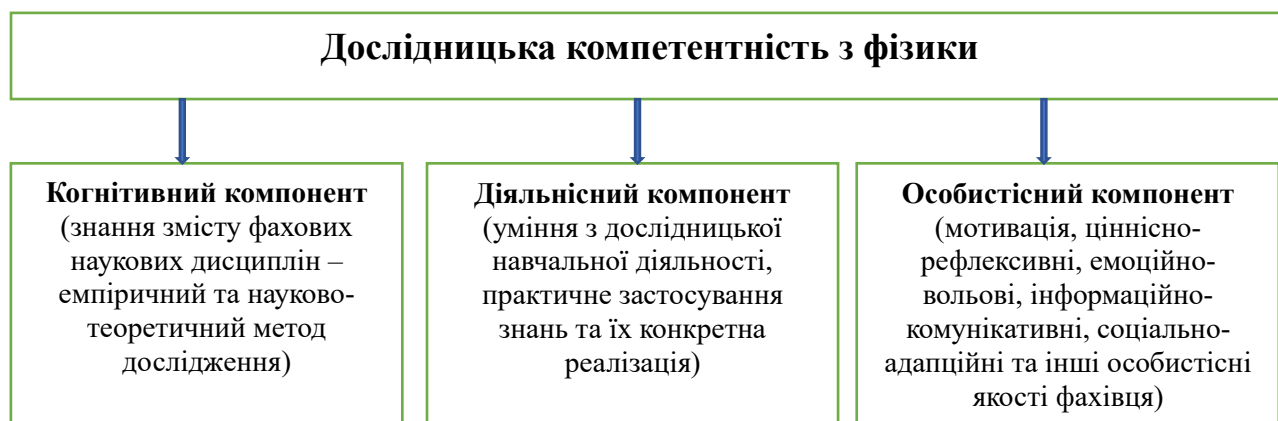 Дослідницька компетентність з фізики
Когнітивний компонент
(знання змісту фахових
наукових дисциплін –
емпіричний та науково-
теоретичний метод
дослідження)
Діяльнісний компонент
(уміння з дослідницької
навчальної діяльності,
практичне застосування
знань та їх конкретна
реалізація)
Особистісний компонент
(мотивація, ціннісно-
рефлексивні, емоційно-
вольові, інформаційно-
комунікативні, соціально-
адапційні та інші особистісні
якості фахівця)